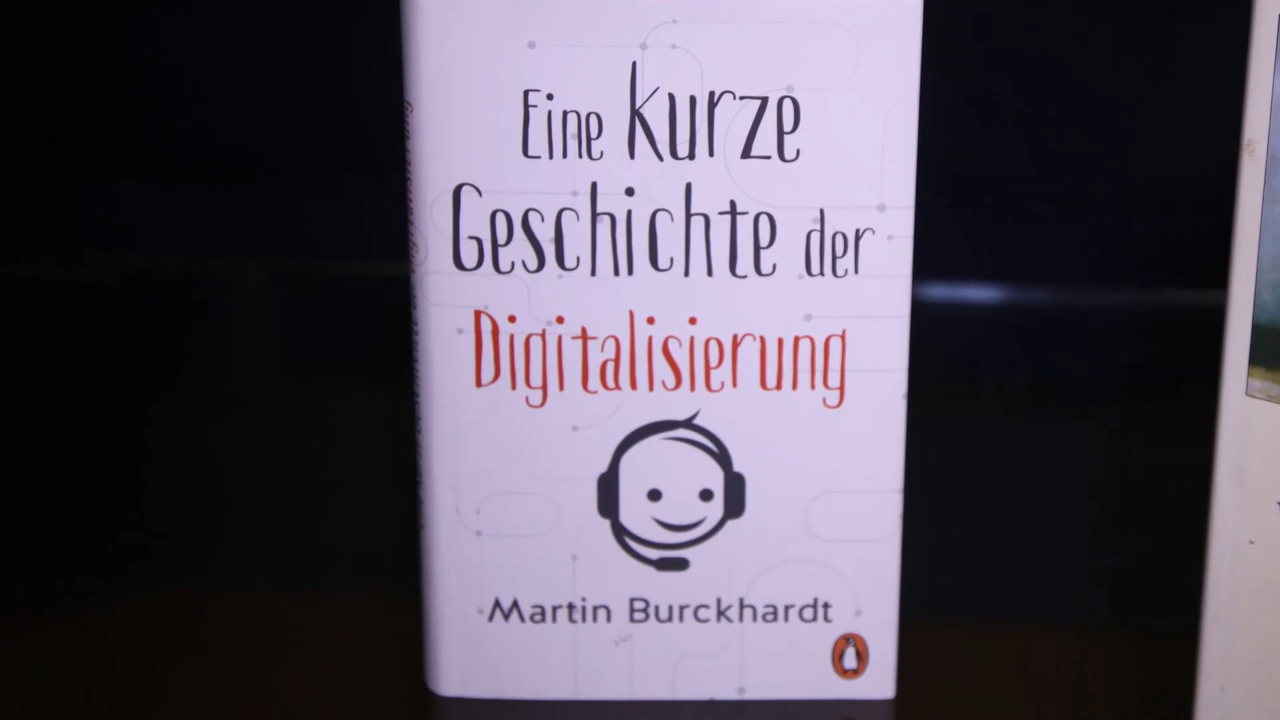 Eine kurze
Geschichte der
Digitalisierung
Martin Burckhardt